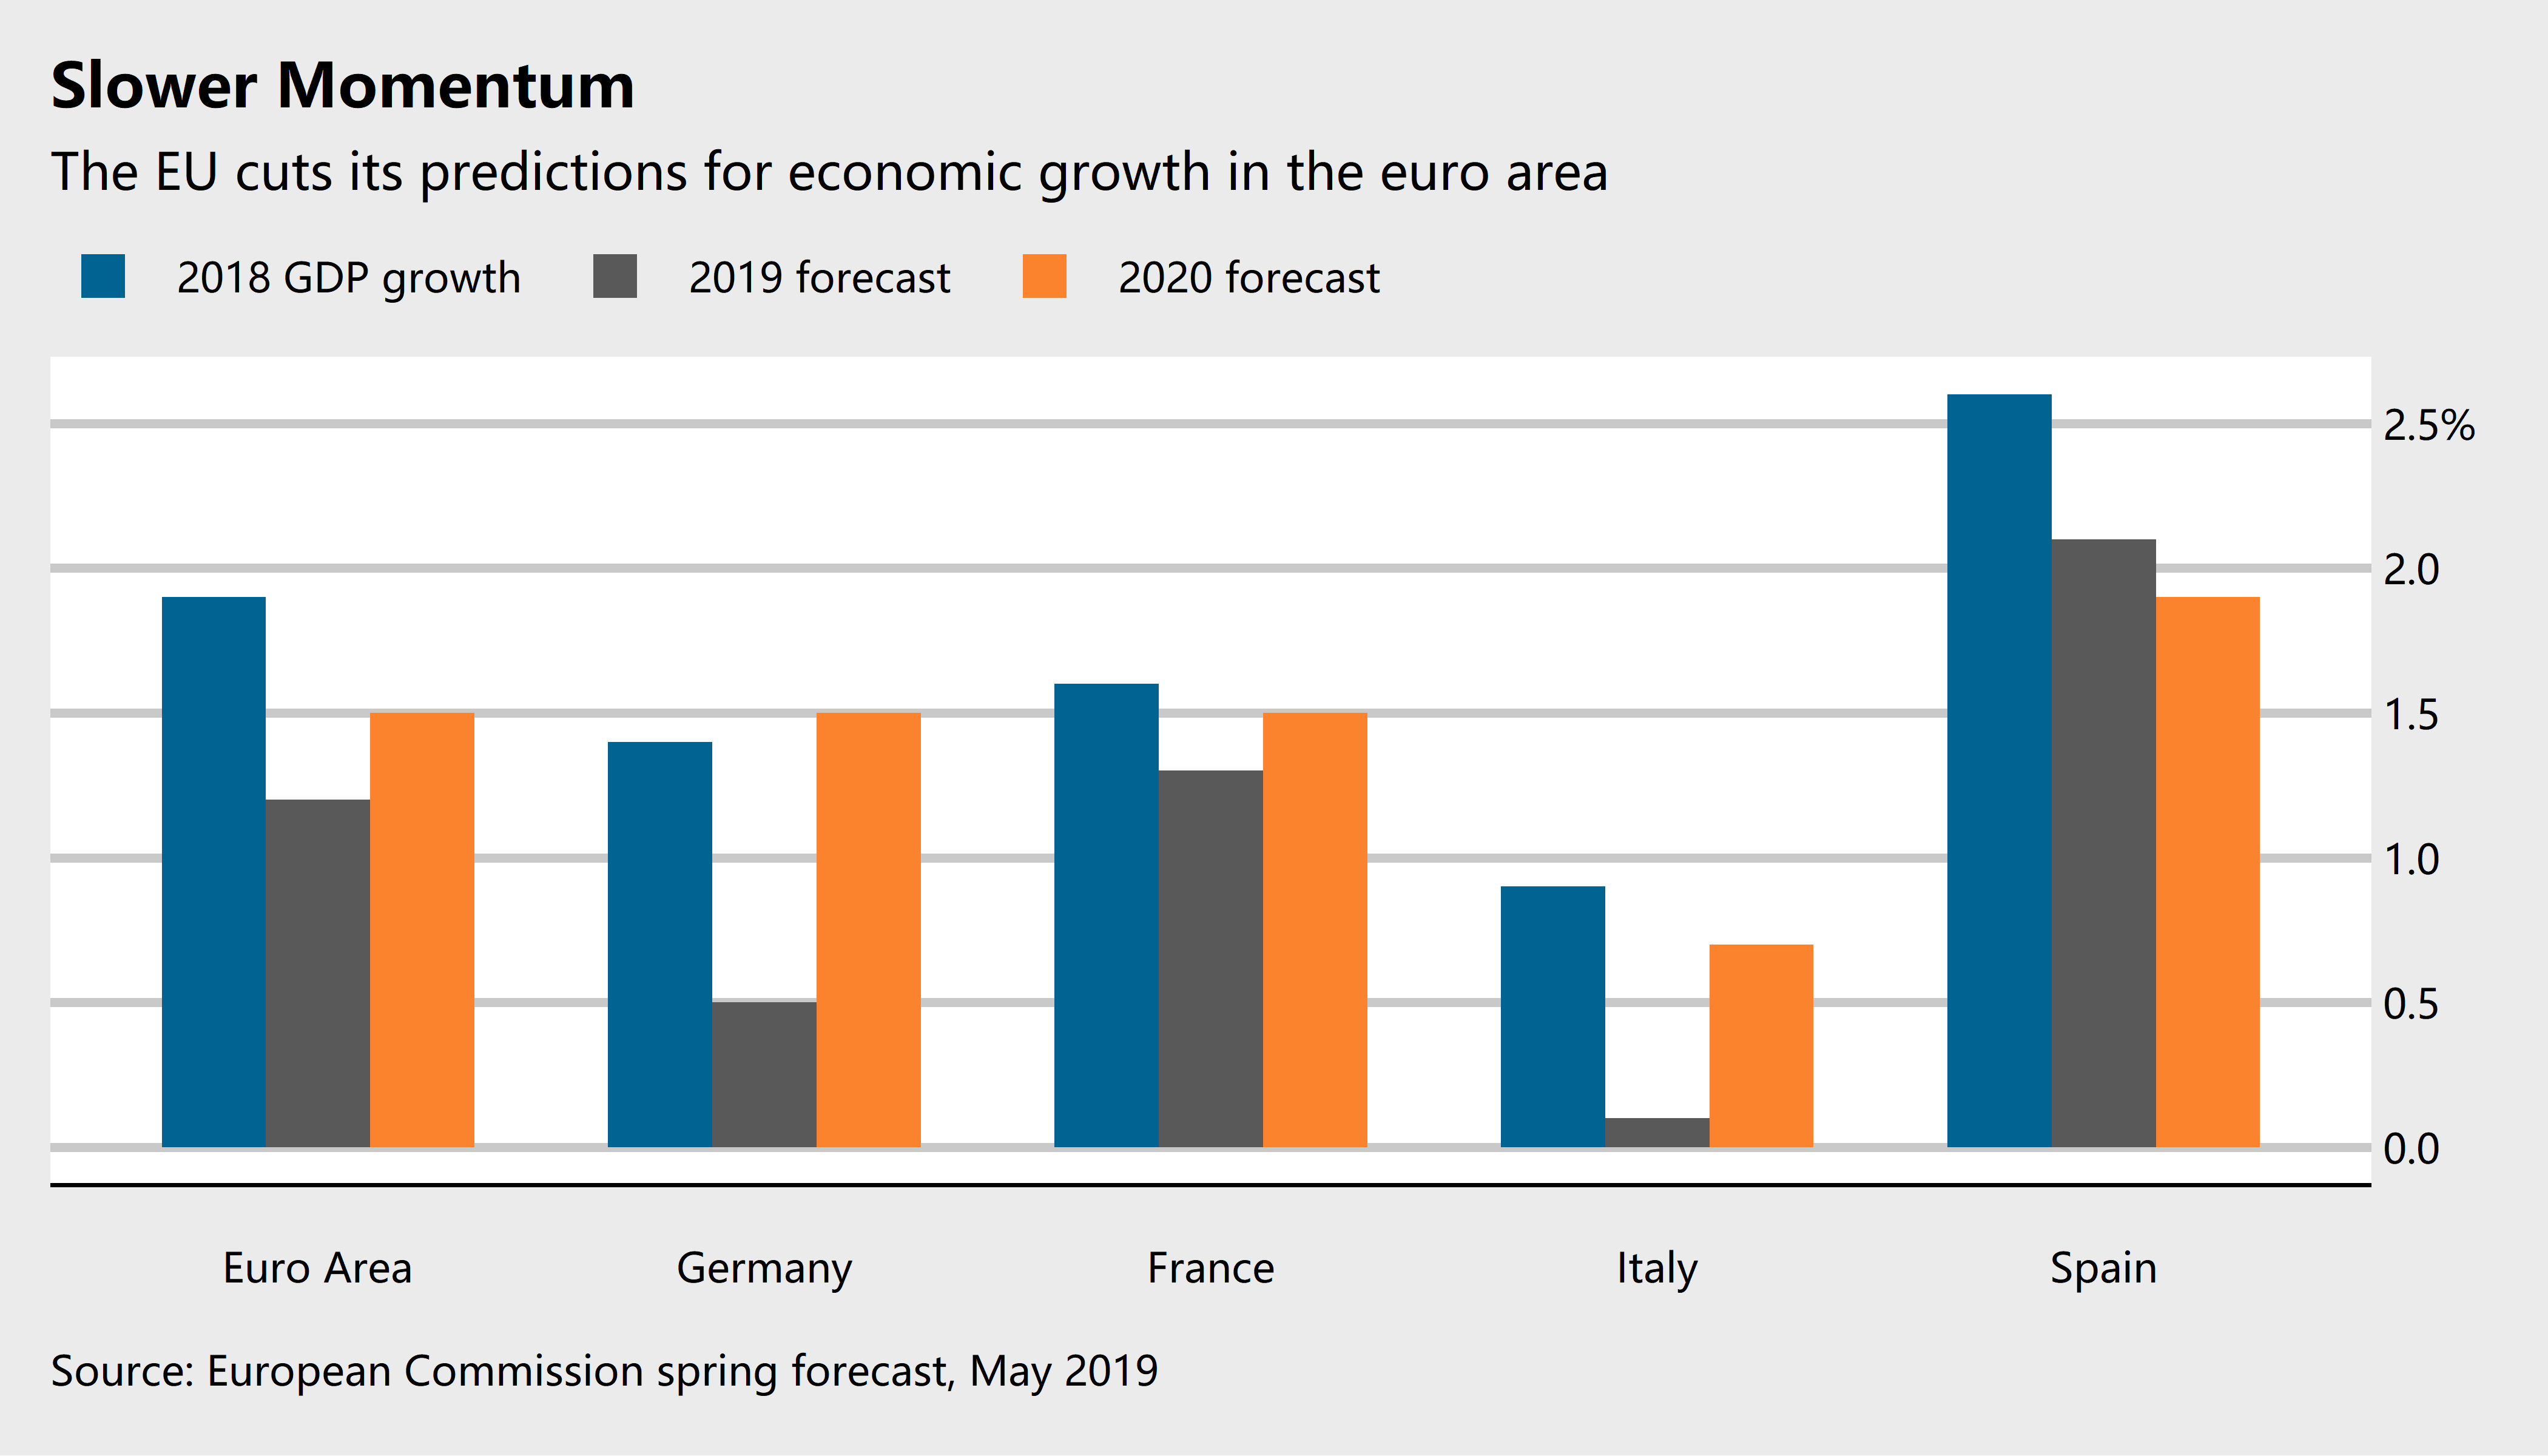 Slower Momentum
The EU cuts its predictions for economic growth in the euro area
2018 GDP growth 2019 forecast 2020 forecast
2.5%
2.0
1.5
1.0
0.5
0.0
Euro Area Germany France Italy Spain
Source: European Commission spring forecast, May 2019